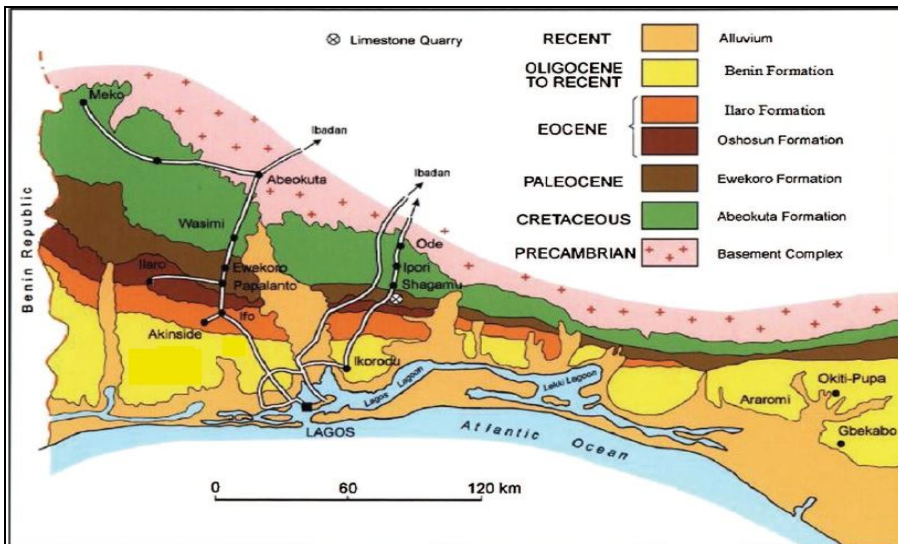 Limestone Quarry
RECENT
Alluvium
OLIGOCENE
TO RECENT
Benin Formation
EOCENE
Ilaro Formation
Oshosun Formation
PALEOCENE
Ewekoro Formation
CRETACEOUS
Abeokuta Formation
PRECAMBRIAN
Basement Complex
Meko
Ibadan
Abeokuta
Ibadan
Wasimi
Ode
Ipori
Benin Republic
Ilaro
Ewekoro
Papalanto
Shagamu
Ifo
Akinside
Ikorodu
Lagos Lagoon
Lekki Lagoon
Okiti-Pupa
Araromi
Gbekabo
LAGOS
Atlantic Ocean
0 60 120 km